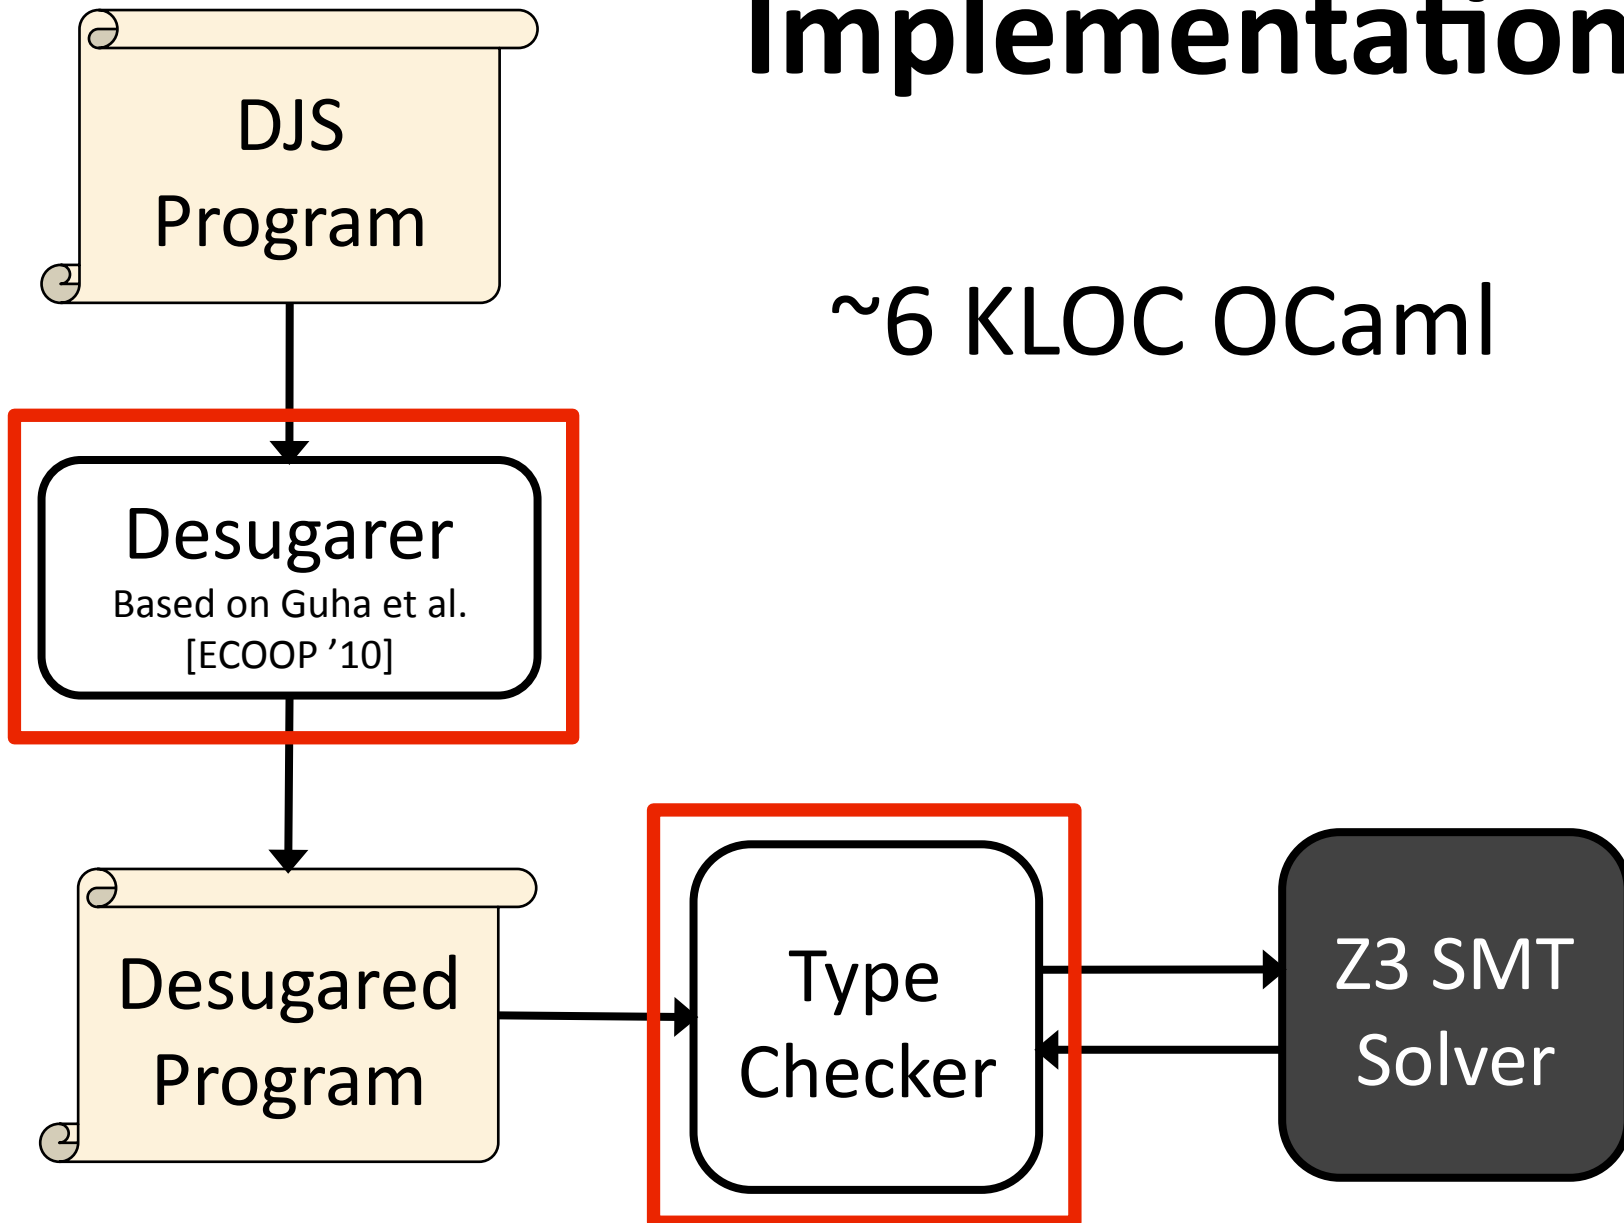 Implementation
DJS
Program
~6 KLOC OCaml
Desugarer
Based on Guha et al.
[ECOOP ’10]
Desugared
Program
Type
Checker
Z3 SMT
Solver